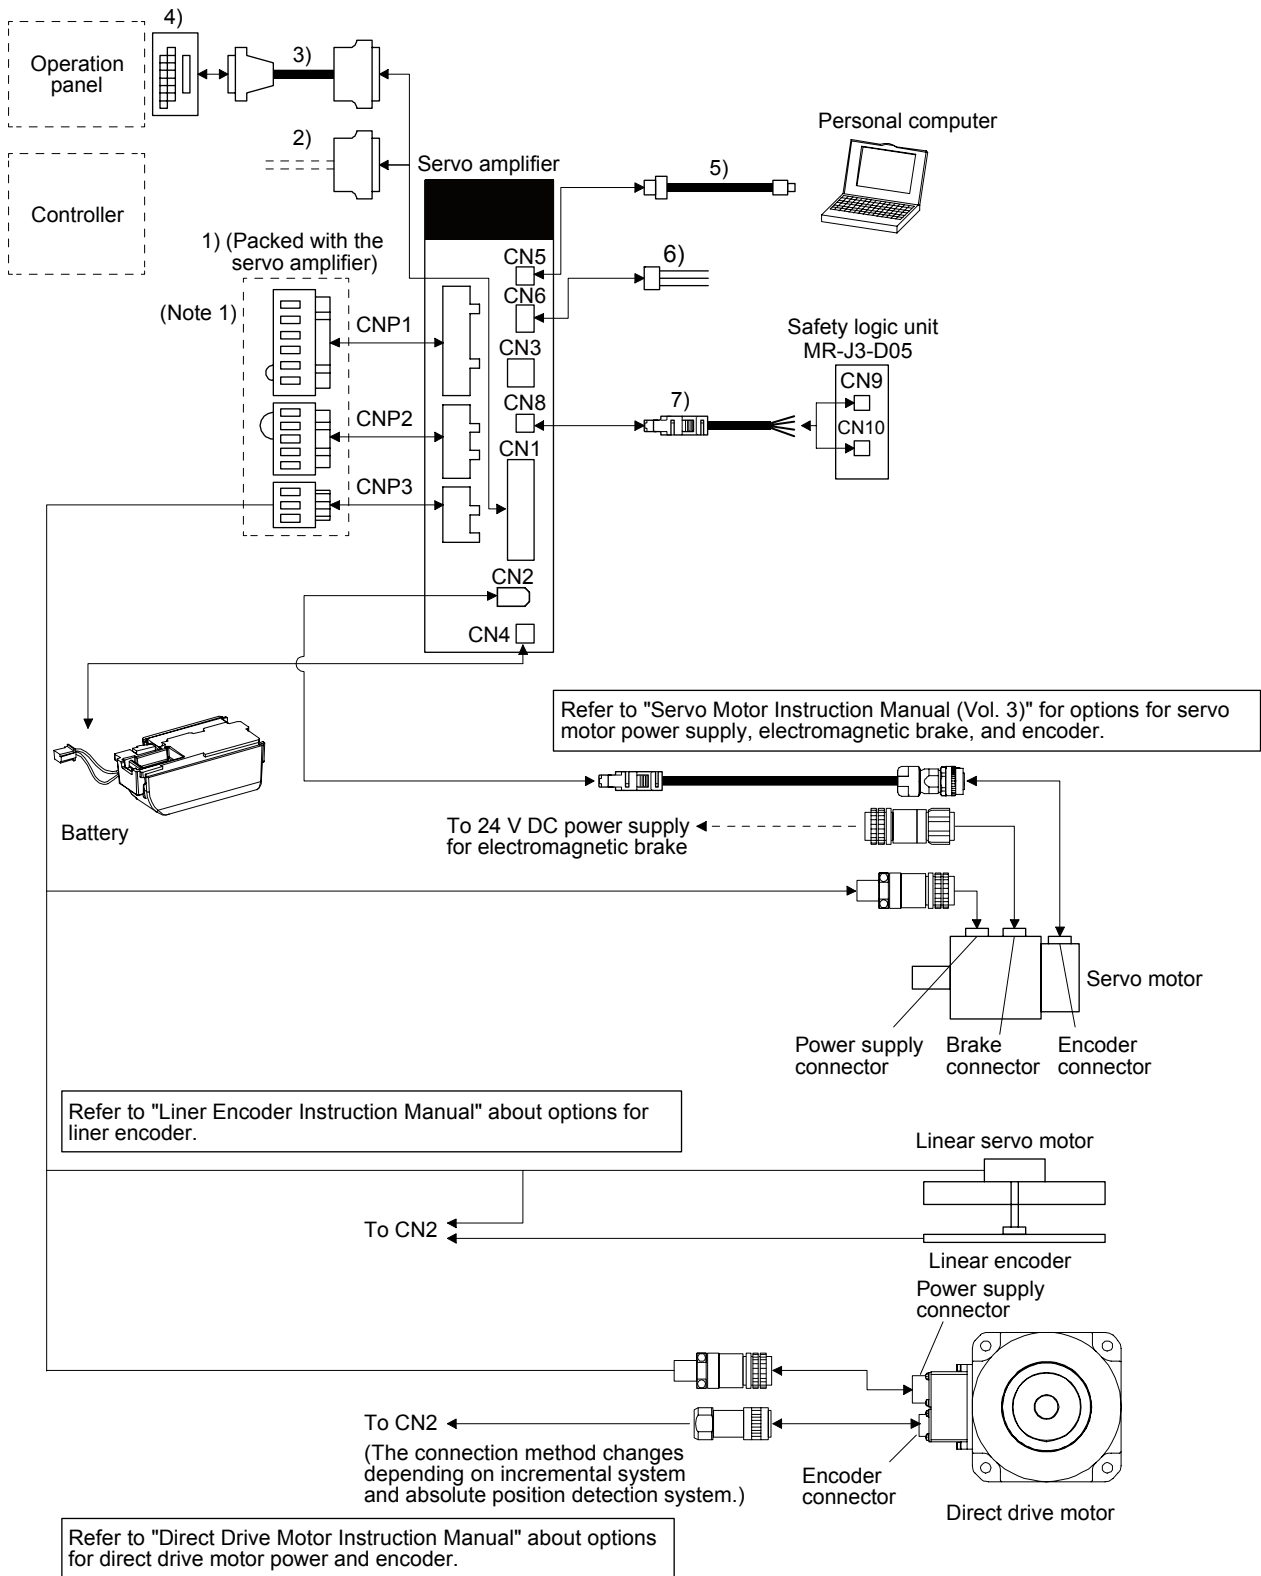 4)
Operation
panel
3)
2)
Controller
Servo amplifier
Personal computer
5)
1) (Packed with the
servo amplifier)
(Note 1)
CNP1
CNP2
CNP3
CN5
CN6
CN3
CN8
CN1
CN2
CN4
6)
7)
Safety logic unit
MR-J3-D05
CN9
CN10
Battery
Refer to "Servo Motor Instruction Manual (Vol. 3)" for options for servo
motor power supply, electromagnetic brake, and encoder.
To 24 V DC power supply
for electromagnetic brake
Servo motor
Power supply
connector
Brake
connector
Encoder
connector
Refer to "Liner Encoder Instruction Manual" about options for
liner encoder.
Linear servo motor
To CN2
Linear encoder
Power supply
connector
To CN2
(The connection method changes
depending on incremental system
and absolute position detection system.)
Encoder
connector
Direct drive motor
Refer to "Direct Drive Motor Instruction Manual" about options
for direct drive motor power and encoder.